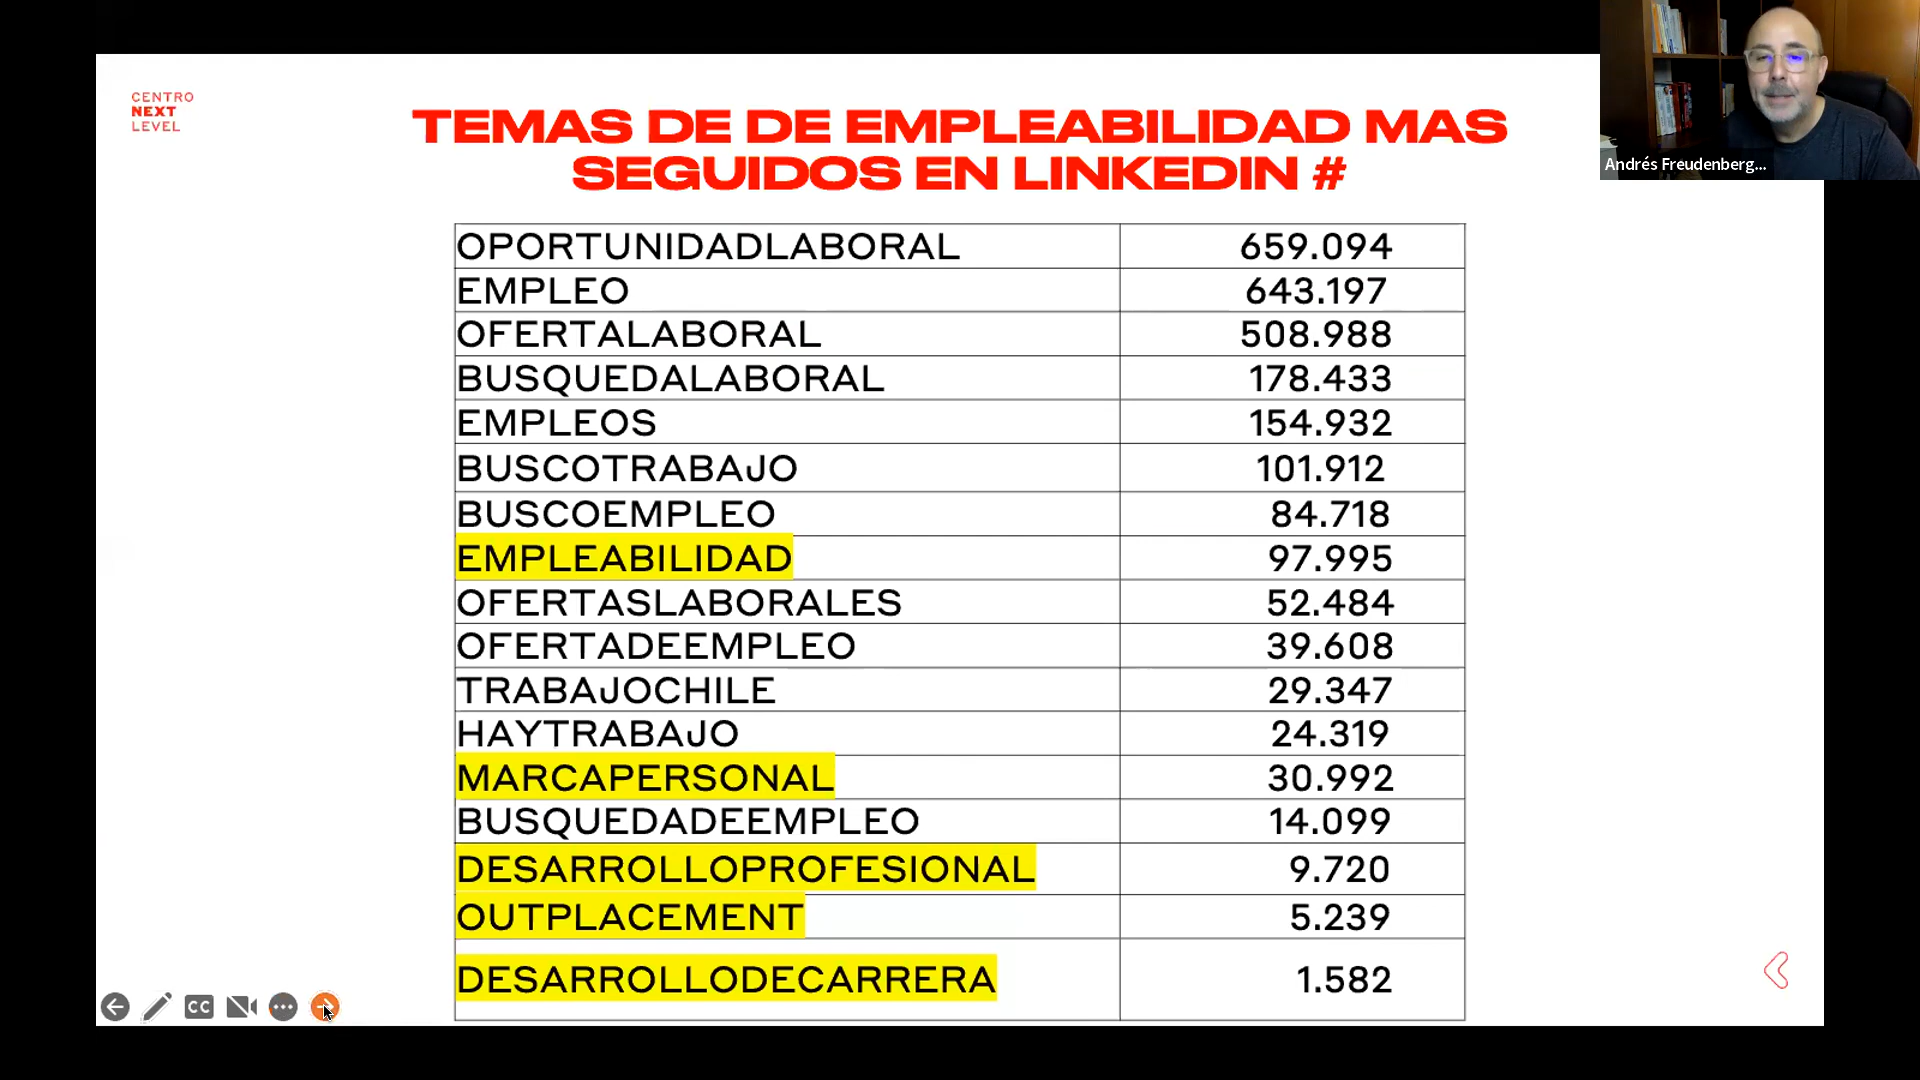 CENTRO
NEXT
LEVEL
TEMAS DE DE EMPLEABILIDAD MAS
SEGUIDOS EN LINKEDIN #
Andrés Freudenberg...
OPORTUNIDADLABORAL 659.094
EMPLEO 643.197
OFERTALABORAL 508.988
BUSQUEDALABORAL 178.433
EMPLEOS 154.932
BUSCOTRABAJO 101.912
BUSCOEMPLEO 84.718
EMPLEABILIDAD 97.995
OFERTASLABORALES 52.484
OFERTADEEMPLEO 39.608
TRABAJOCHILE 29.347
HAYTRABAJO 24.319
MARCAPERSONAL 30.992
BUSQUEDADEEMPLEO 14.099
DESARROLLOPROFESIONAL 9.720
OUTPLACEMENT 5.239
DESARROLLODECARRERA 1.582
CC